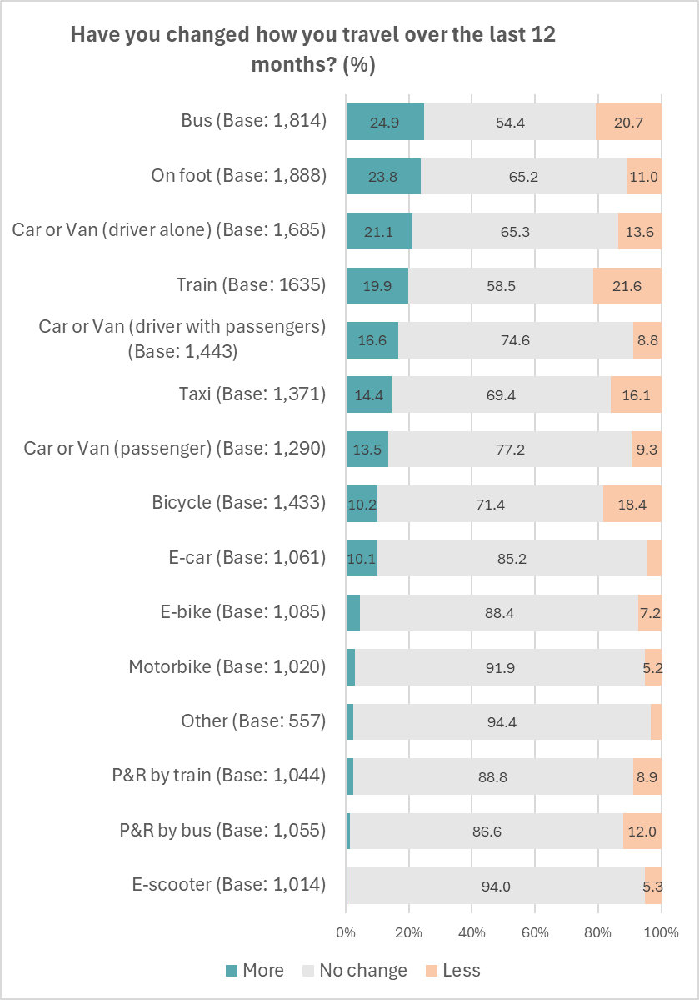 Have you changed how you travel over the last 12
months? (%)
Bus (Base: 1,814) 24.9 54.4 20.7
On foot (Base: 1,888) 23.8 65.2 11.0
Car or Van (driver alone) (Base: 1,685) 21.1 65.3 13.6
Train (Base: 1635) 19.9 58.5 21.6
Car or Van (driver with passengers)
(Base: 1,443) 16.6 74.6 8.8
Taxi (Base: 1,371) 14.4 69.4 16.1
Car or Van (passenger) (Base: 1,290) 13.5 77.2 9.3
Bicycle (Base: 1,433) 10.2 71.4 18.4
E-car (Base: 1,061) 10.1 85.2
E-bike (Base: 1,085) 88.4 7.2
Motorbike (Base: 1,020) 91.9 5.2
Other (Base: 557) 94.4
P&R by train (Base: 1,044) 88.8 8.9
P&R by bus (Base: 1,055) 86.6 12.0
E-scooter (Base: 1,014) 94.0 5.3
0% 20% 40% 60% 80% 100%
More No change Less